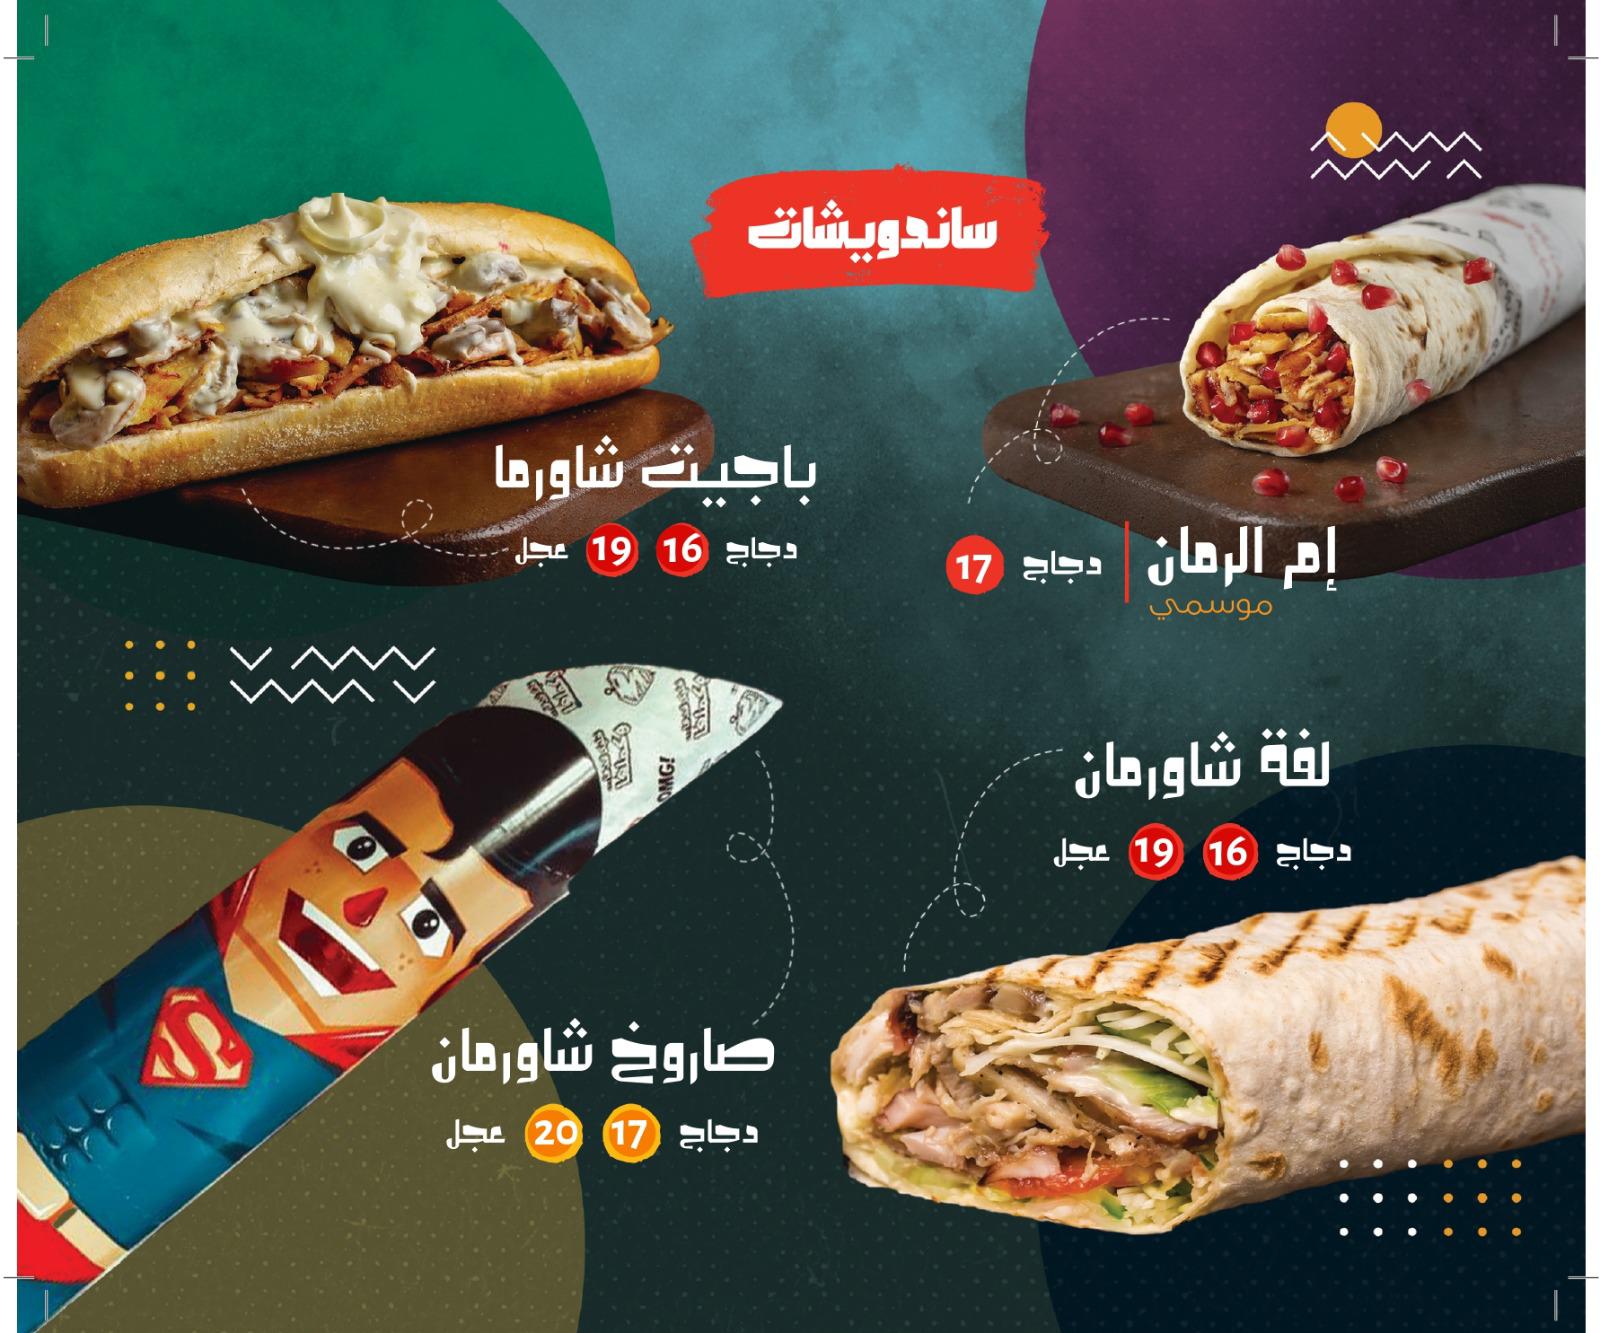 ساندويشات
إم الرمان
موسمي
دجاج 17
باجيت شاورما
دجاج 16 19 عجل
لفة شاورمان
دجاج 16 19 عجل
OMG!
صاروخ شاورمان
دجاج 17 20 عجل